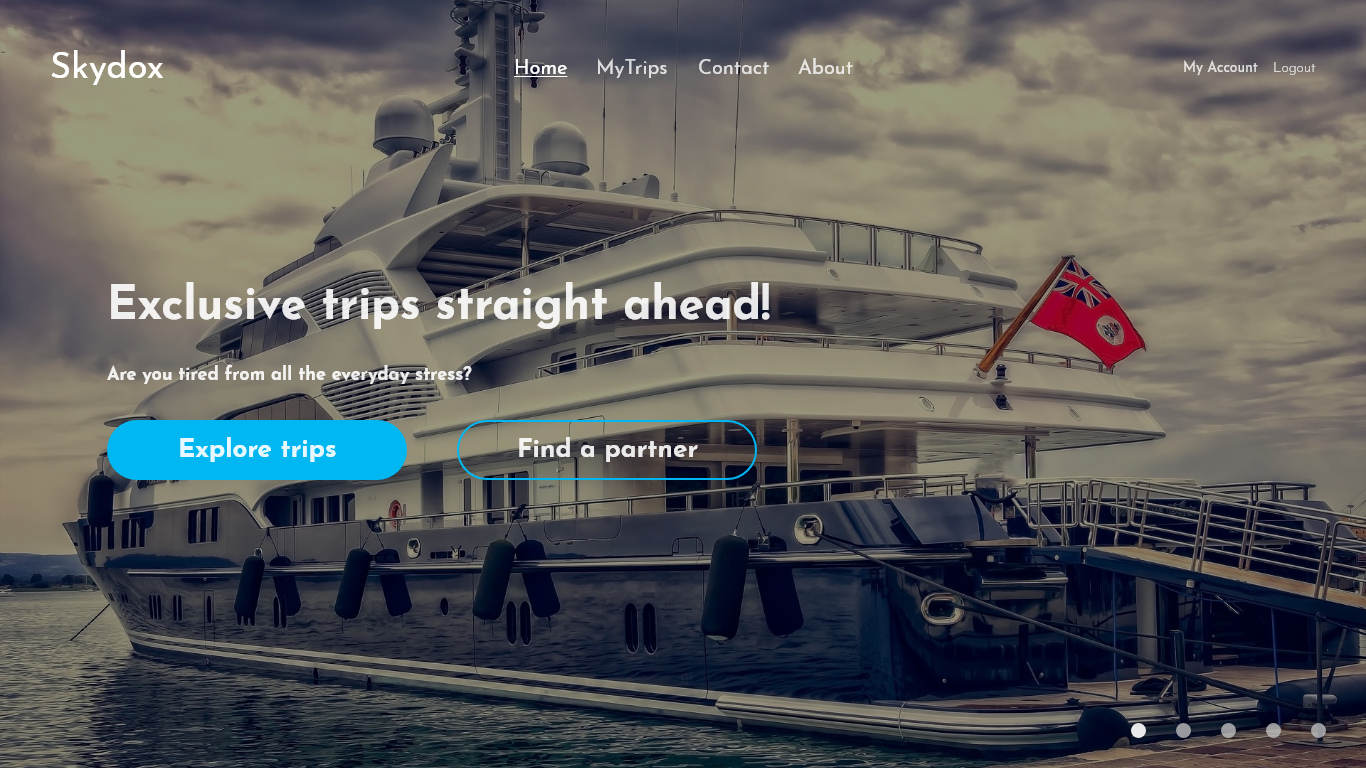 Skydox
Home MyTrips Contact About
My Account Logout
Exclusive trips straight ahead!
Are you tired from all the everyday stress?
Explore trips
Find a partner